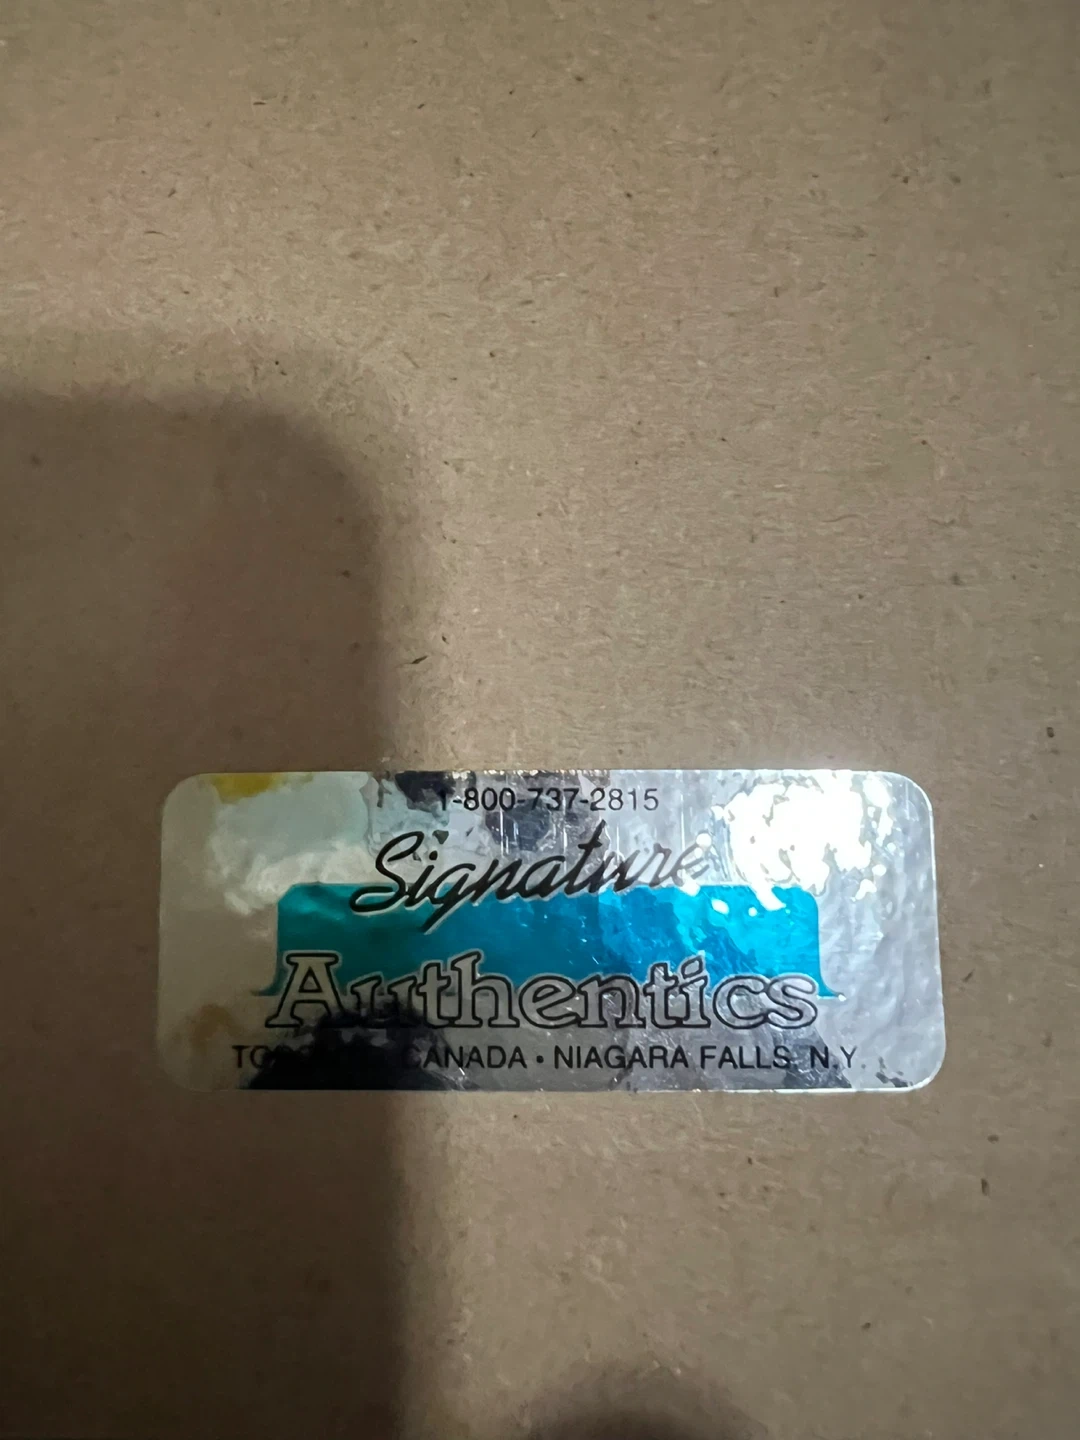 1-800-737-2815
Signature
Authentics
CANADA • NIAGARA FALLS, N.Y.